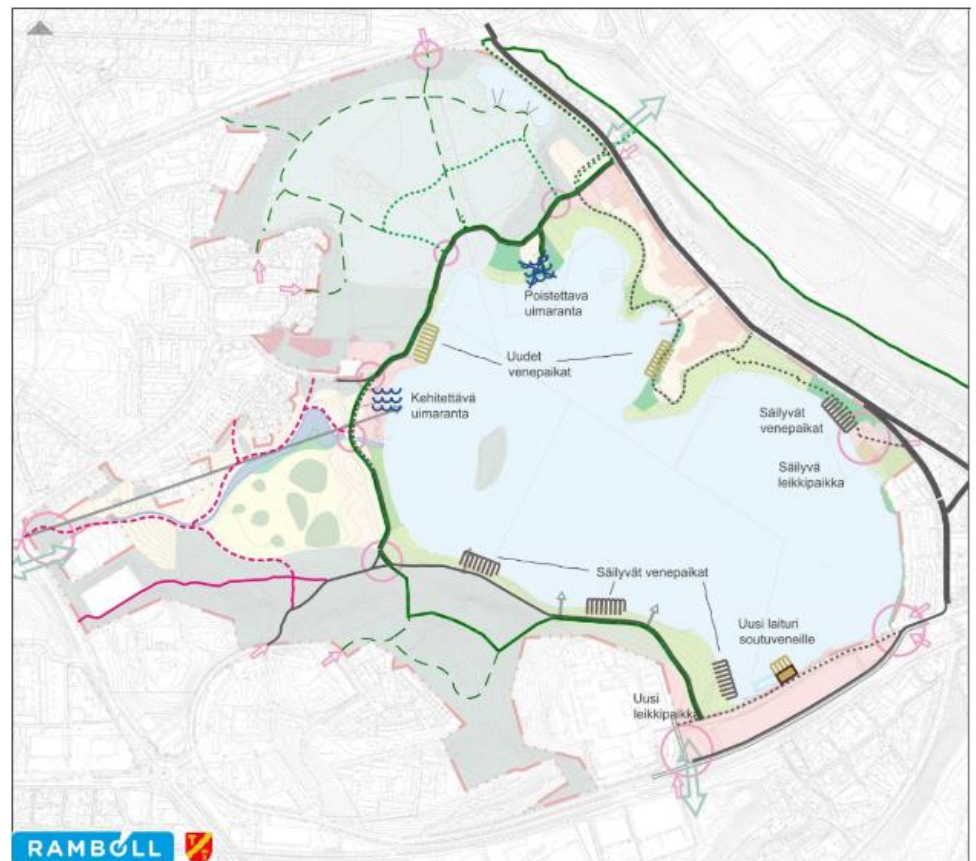 Poistettava
uimaranta
Uudet
venepaikat
Kehitettävä
uimaranta
Säilyvät
venepaikat
Säilyvä
leikkipaikka
Säilyvät venepaikat
Uusi laituri
soutuveneille
Uusi
leikkipaikka
RAMBOLL